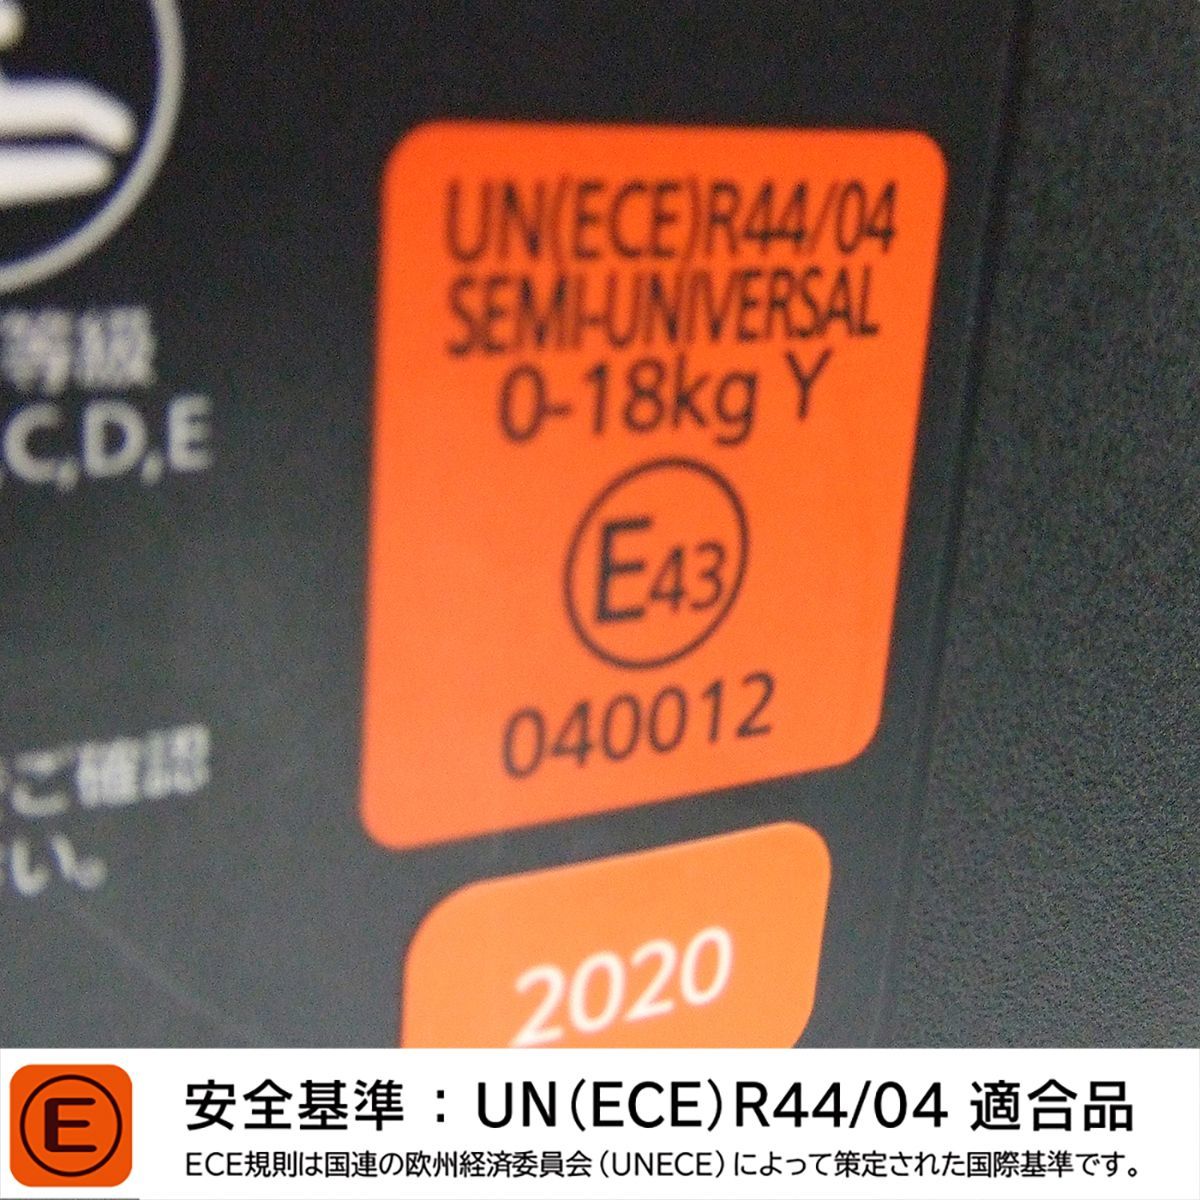 等級
C,D,E
ご確認
い。
UN(ECE)R44/04
SEMI-UNIVERSAL
0-18kg Y
E43
040012
2020
E
安全基準：UN(ECE)R44/04 適合品
ECE規則は国連の欧州経済委員会(UNECE)によって策定された国際基準です。